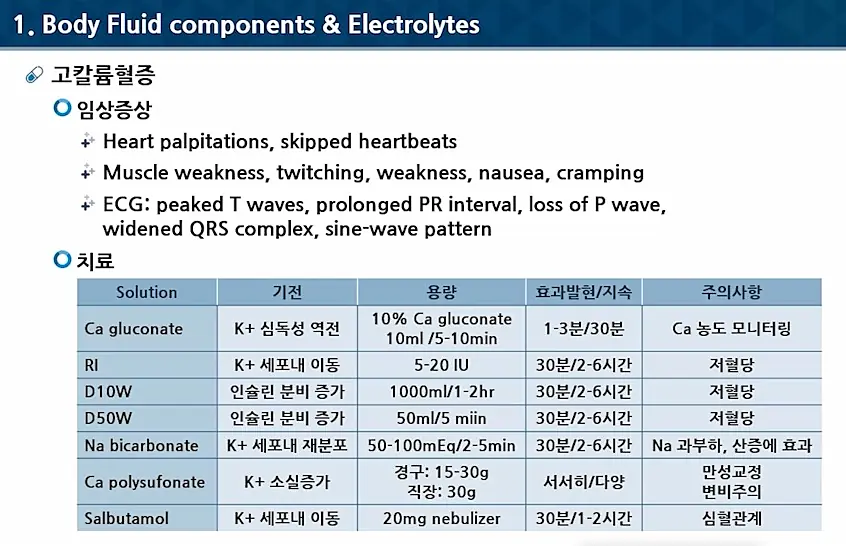 1. Body Fluid components & Electrolytes
고칼륨혈증
임상증상
Heart palpitations, skipped heartbeats
Muscle weakness, twitching, weakness, nausea, cramping
ECG: peaked T waves, prolonged PR interval, loss of P wave,
widened QRS complex, sine-wave pattern
치료
Solution 기전 용량 효과발현/지속 주의사항
Ca gluconate K+ 심독성 역전 10% Ca gluconate 10ml /5-10min 1-3분/30분 Ca 농도 모니터링
RI K+ 세포내 이동 5-20 IU 30분/2-6시간 저혈당
D10W 인슐린 분비 증가 1000ml/1-2hr 30분/2-6시간 저혈당
D50W 인슐린 분비 증가 50ml/5 miin 30분/2-6시간 저혈당
Na bicarbonate K+ 세포내 재분포 50-100mEq/2-5min 30분/2-6시간 Na 과부하, 산증에 효과
Ca polysufonate K+ 소실증가 경구: 15-30g 직장: 30g 서서히/다양 만성교정 변비주의
Salbutamol K+ 세포내 이동 20mg nebulizer 30분/1-2시간 심혈관계